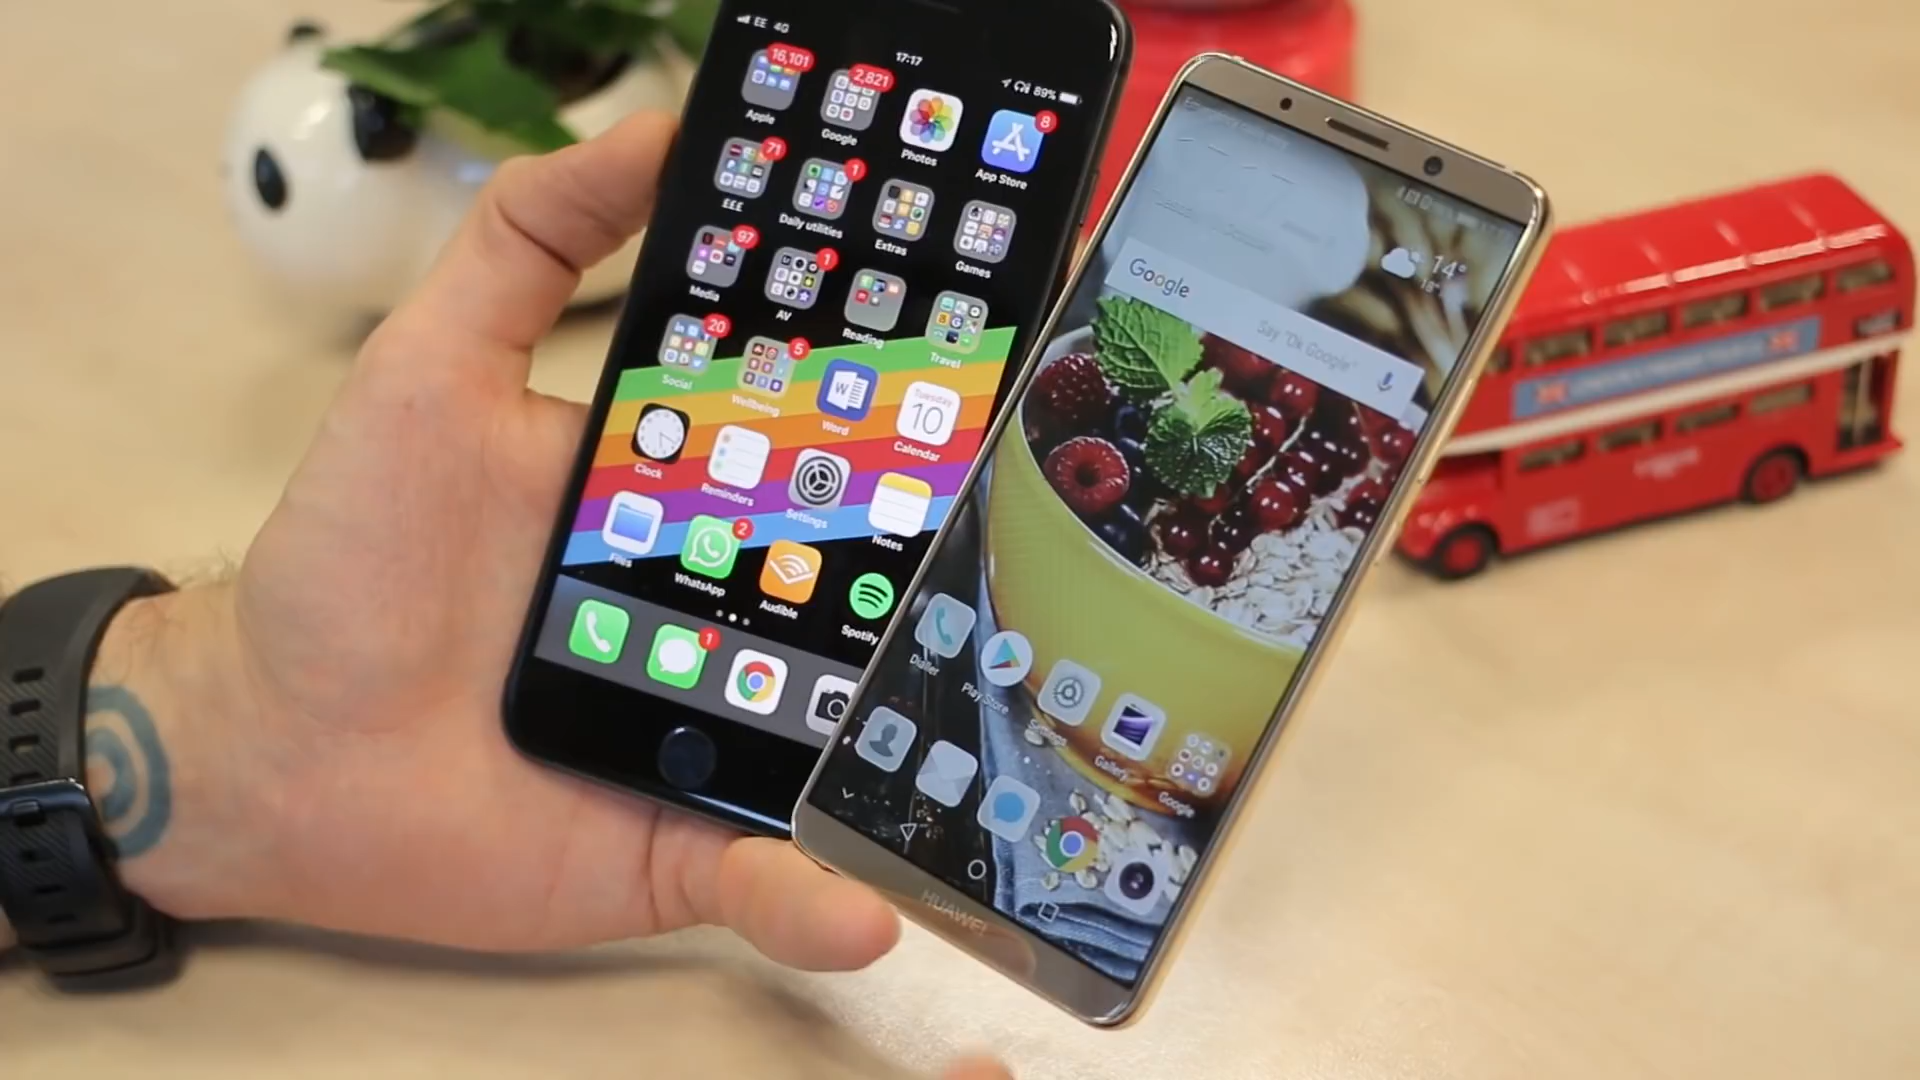 EE 4G
17:17
89%
16,101
2,821
8
Apple
Google
Photos
App Store
71
1
£££
Daily utilities
Extras
Games
97
1
Media
AV
Reading
Travel
20
5
Social
Wellbeing
Word
Tuesday
10
Calendar
Clock
Reminders
Settings
Notes
2
Files
WhatsApp
Audible
Spotify
1
Google
Say "Ok Google"
14°
18°
Dialler
Play Store
Settings
Gallery
Google
HUAWEI